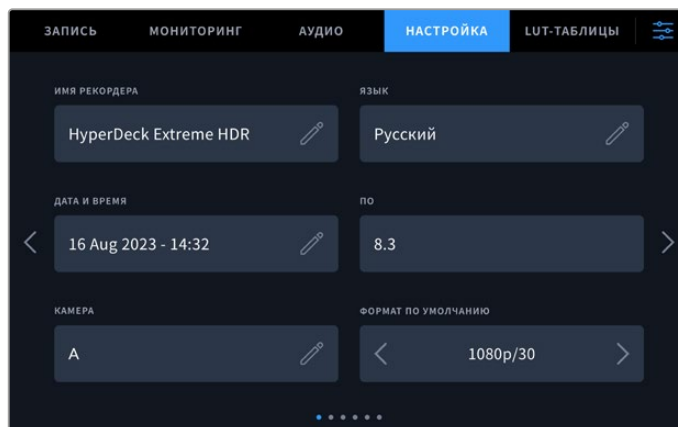 ЗАПИСЬ МОНИТОРИНГ АУДИО НАСТРОЙКА LUT-ТАБЛИЦЫ
ИМЯ РЕКОРДЕРА ЯЗЫК
HyperDeck Extreme HDR Русский
ДАТА И ВРЕМЯ ПО
16 Aug 2023 - 14:32 8.3
КАМЕРА ФОРМАТ ПО УМОЛЧАНИЮ
A 1080p/30